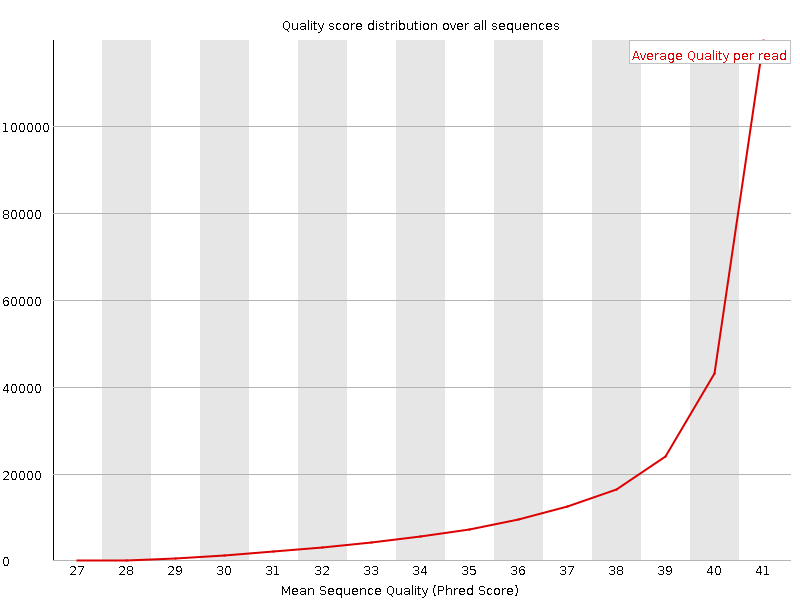 Quality score distribution over all sequences
Average Quality per read
100000
80000
60000
40000
20000
0
27 28 29 30 31 32 33 34 35 36 37 38 39 40 41
Mean Sequence Quality (Phred Score)